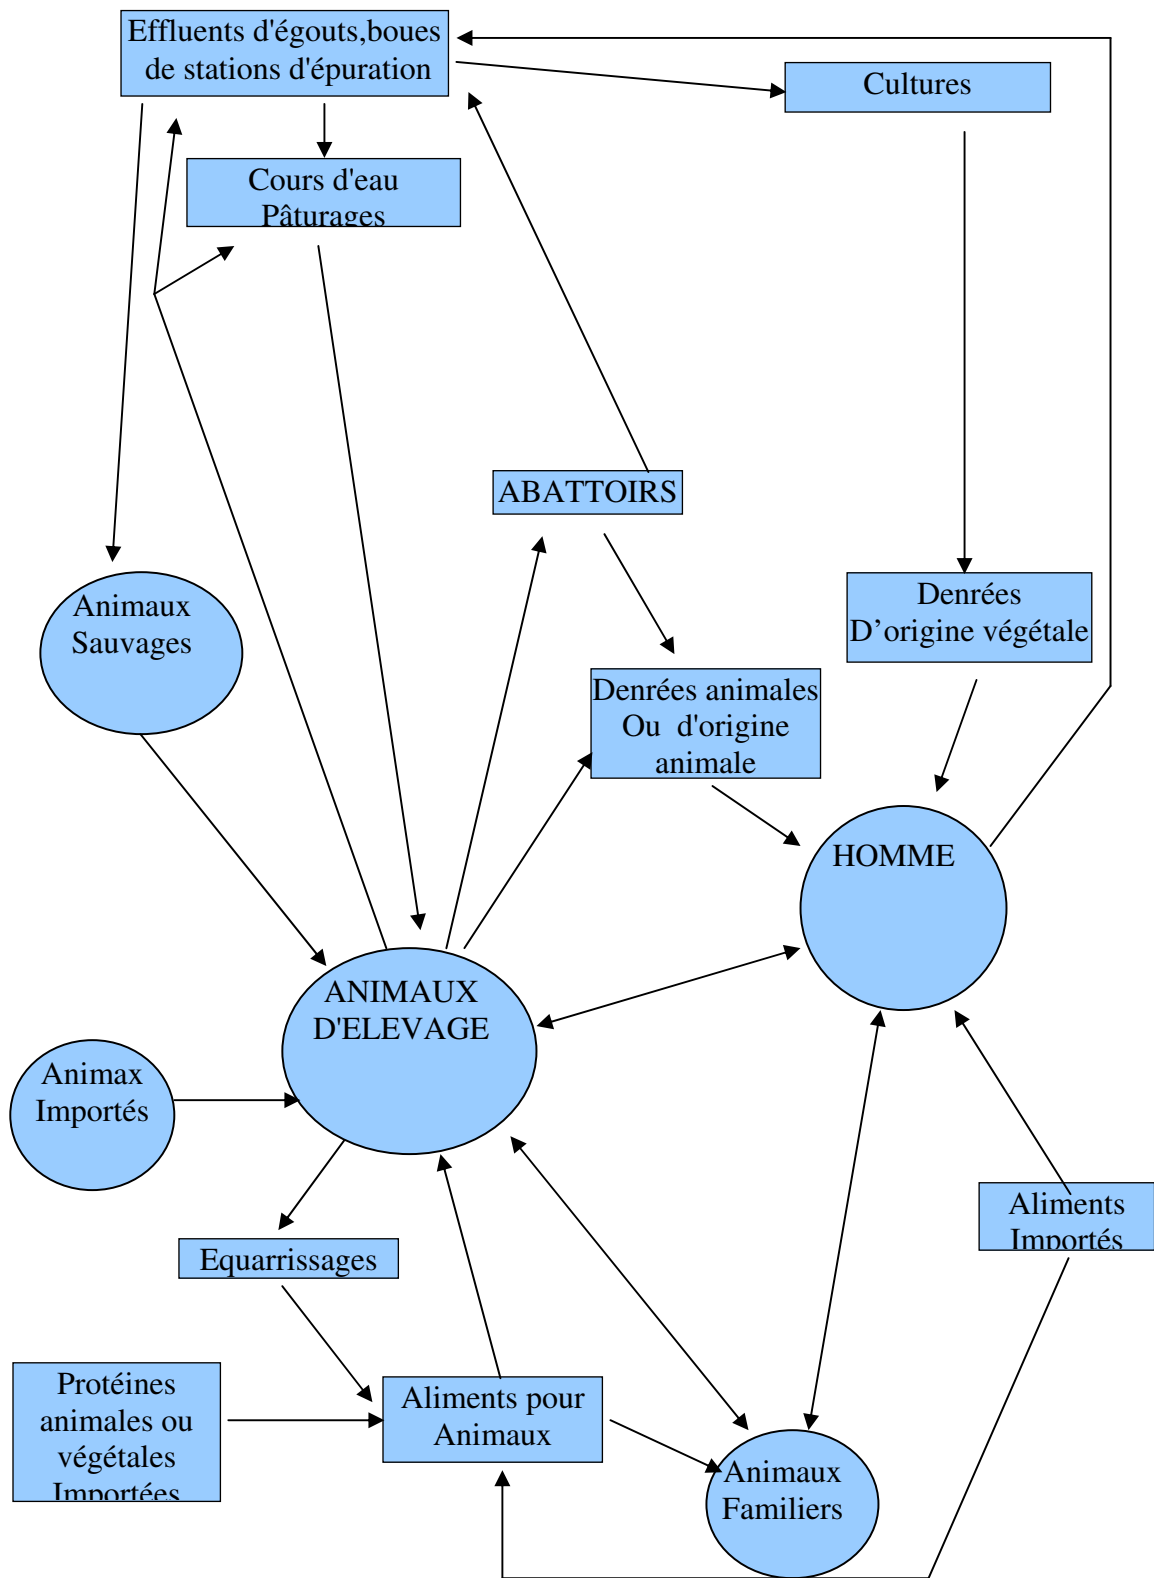 Effluents d'égouts,boues
de stations d'épuration
Cultures
Cours d'eau
Pâturages
ABATTOIRS
Animaux
Sauvages
Denrées
D’origine végétale
Denrées animales
Ou d'origine
animale
HOMME
ANIMAUX
D'ELEVAGE
Animax
Importés
Aliments
Importés
Equarrissages
Protéines
animales ou
végétales
Importées
Aliments pour
Animaux
Animaux
Familiers